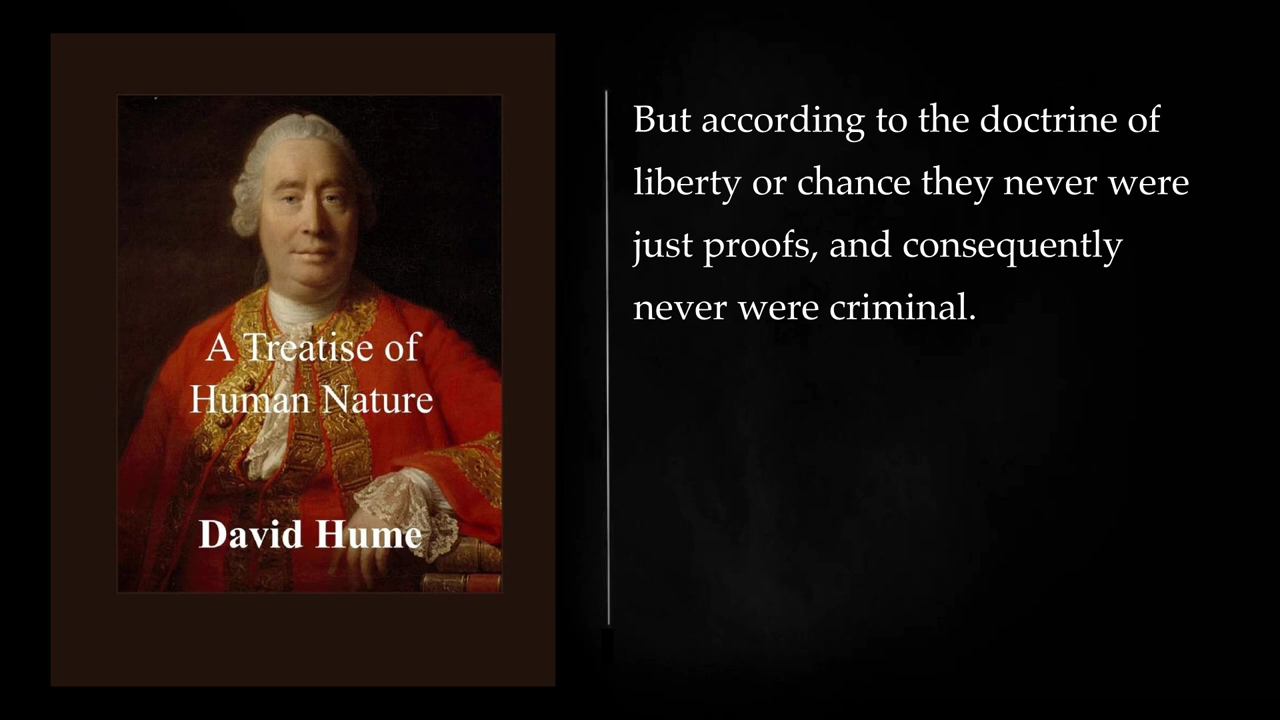 A Treatise of
Human Nature
David Hume
But according to the doctrine of
liberty or chance they never were
just proofs, and consequently
never were criminal.